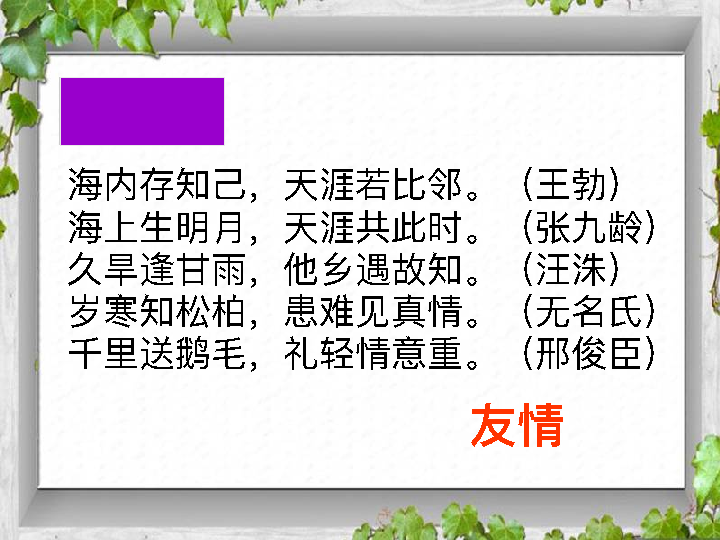 海内存知己，天涯若比邻。（王勃）
海上生明月，天涯共此时。（张九龄）
久旱逢甘雨，他乡遇故知。（汪洙）
岁寒知松柏，患难见真情。（无名氏）
千里送鹅毛，礼轻情意重。（邢俊臣）
友情